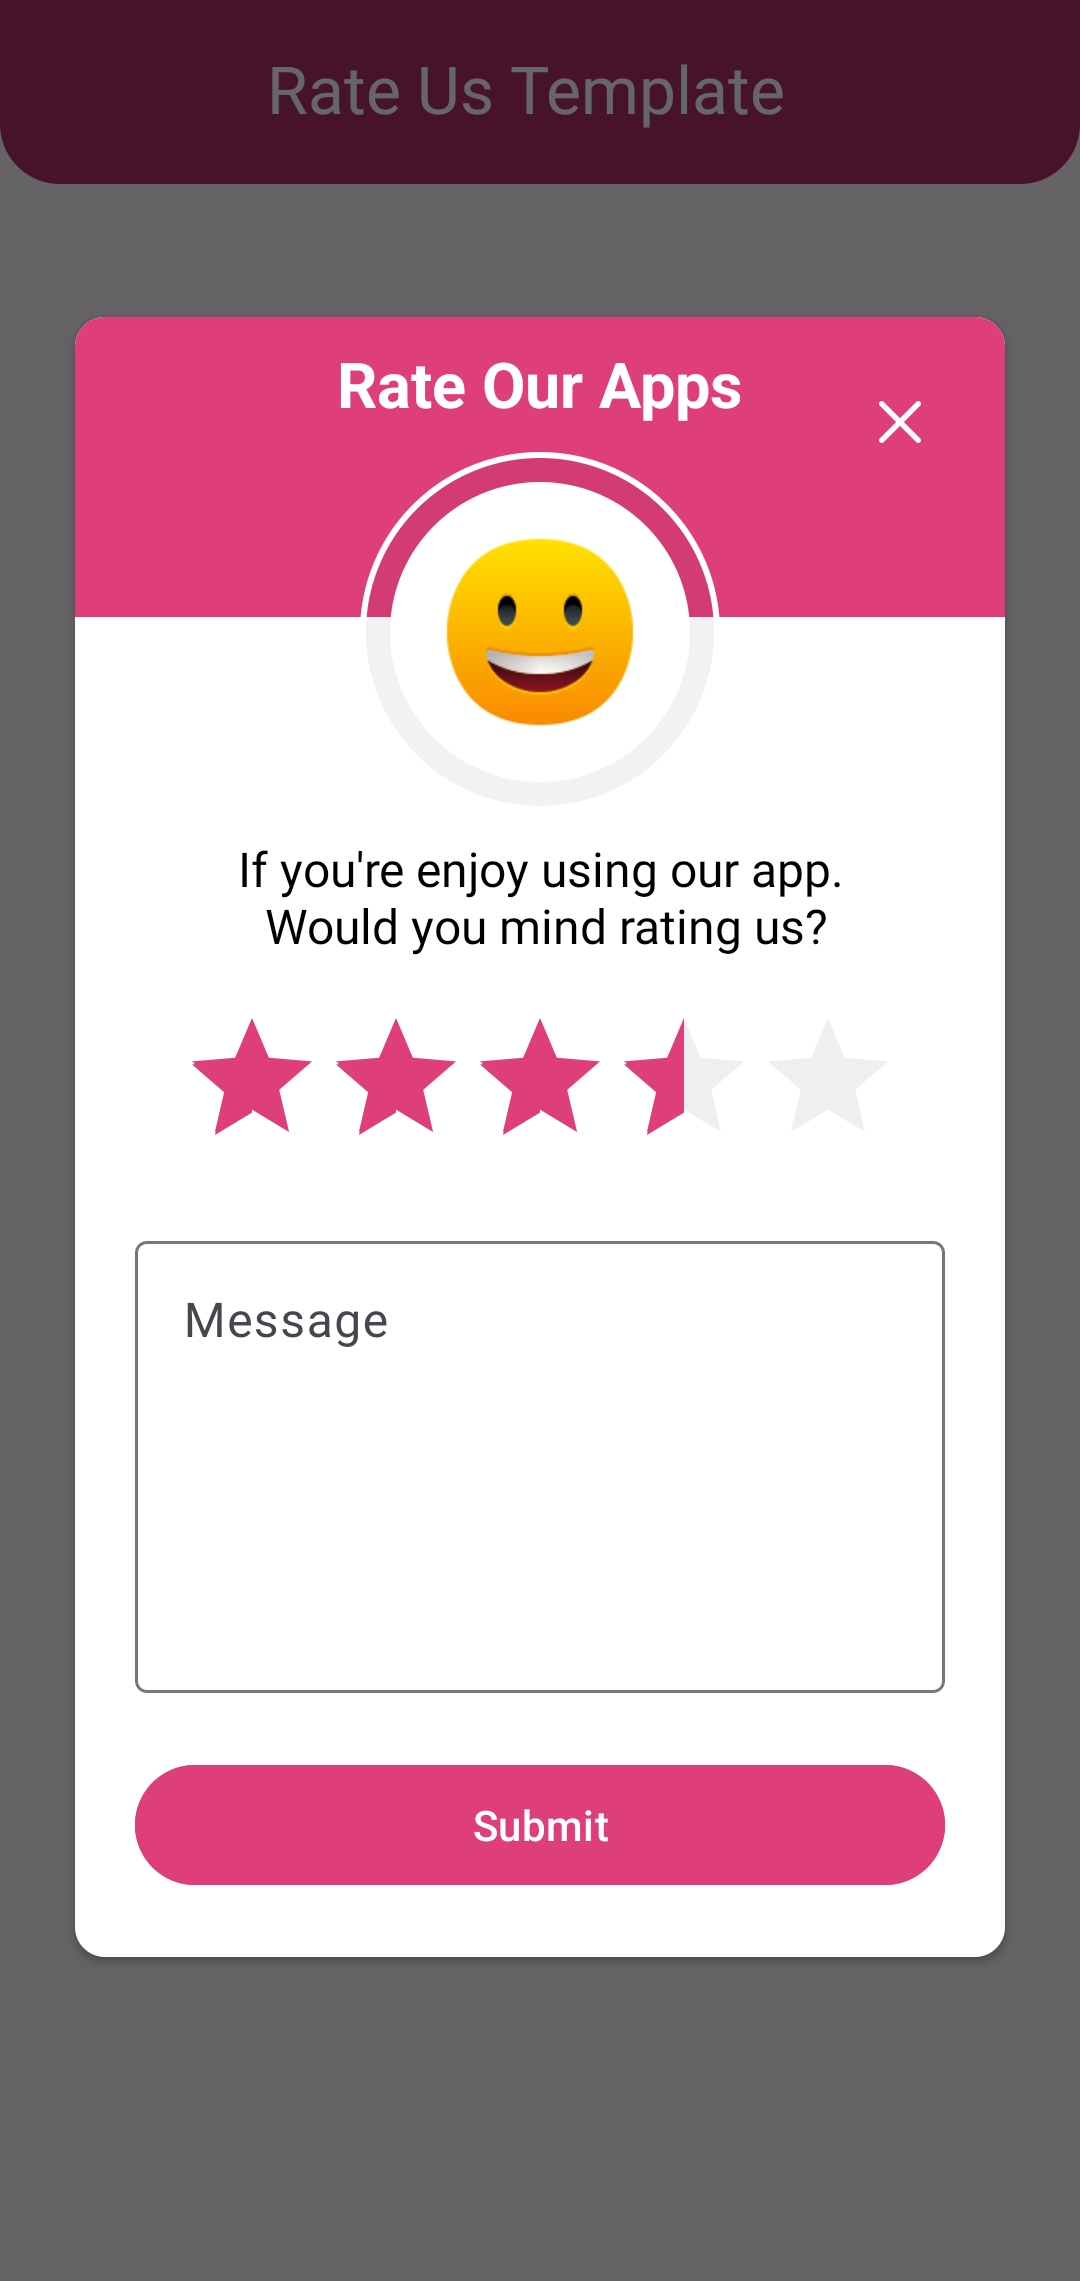 Rate Us Template
Rate Our Apps
If you're enjoy using our app.
Would you mind rating us?
Message
Submit